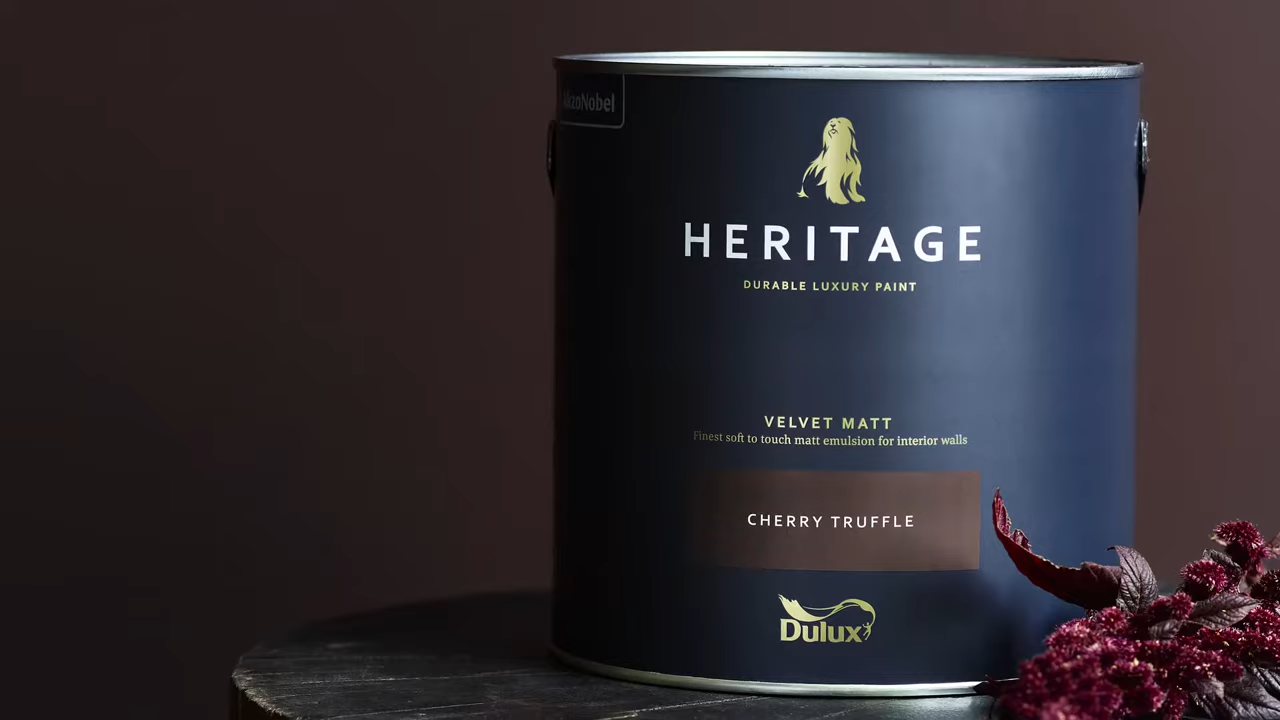 AkzoNobel
HERITAGE
DURABLE LUXURY PAINT
VELVET MATT
Finest soft to touch matt emulsion for interior walls
CHERRY TRUFFLE
Dulux